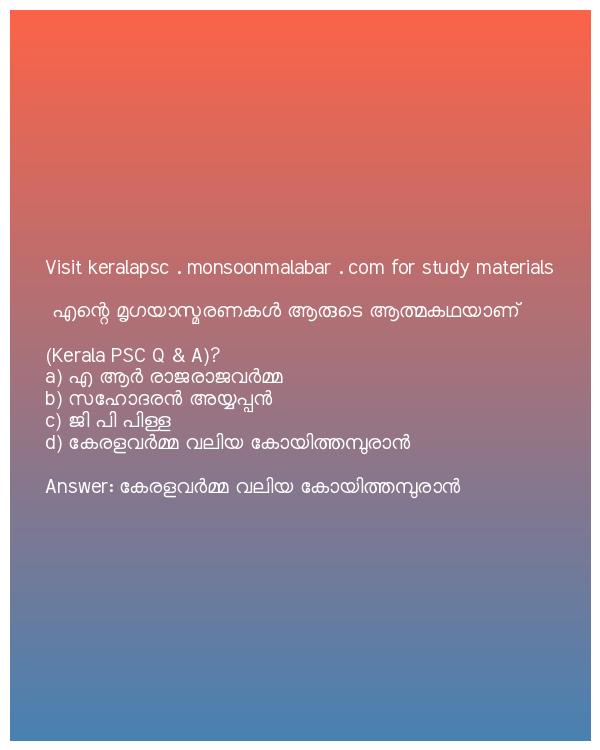 Visit keralapsc . monsoonmalabar . com for study materials
എന്റെ മൃഗയാസ്മരണകൾ ആരുടെ ആത്മകഥയാണ്
(Kerala PSC Q & A)?
a) എ ആർ രാജരാജവർമ്മ
b) സഹോദരൻ അയ്യപ്പൻ
c) ജി പി പിള്ള
d) കേരളവർമ്മ വലിയ കോയിത്തമ്പുരാൻ
Answer: കേരളവർമ്മ വലിയ കോയിത്തമ്പുരാൻ